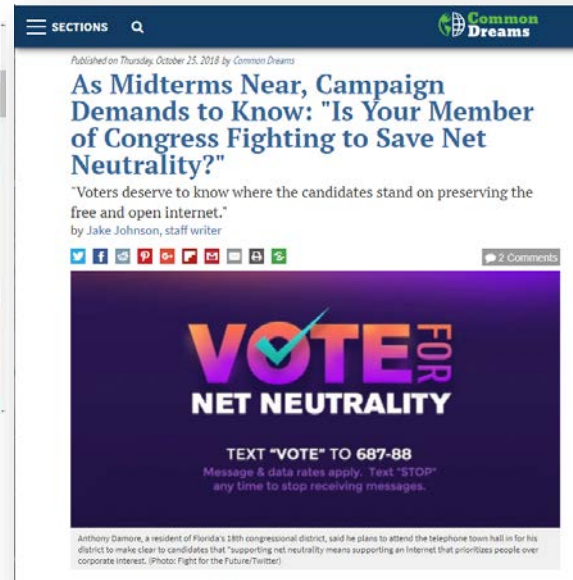 SECTIONS
Common
Dreams
Published on Thursday, October 25, 2018 by Common Dreams
As Midterms Near, Campaign
Demands to Know: "Is Your Member
of Congress Fighting to Save Net
Neutrality?"
"Voters deserve to know where the candidates stand on preserving the
free and open internet."
by Jake Johnson, staff writer
2 Comments
VOTE FOR
NET NEUTRALITY
TEXT "VOTE" TO 687-88
Message & data rates apply. Text "STOP"
any time to stop receiving messages.
Anthony Damore, a resident of Florida's 18th congressional district, said he plans to attend the telephone town hall in for his
district to make clear to candidates that "supporting net neutrality means supporting an Internet that prioritizes people over
corporate interest. (Photo: Fight for the Future/Twitter)